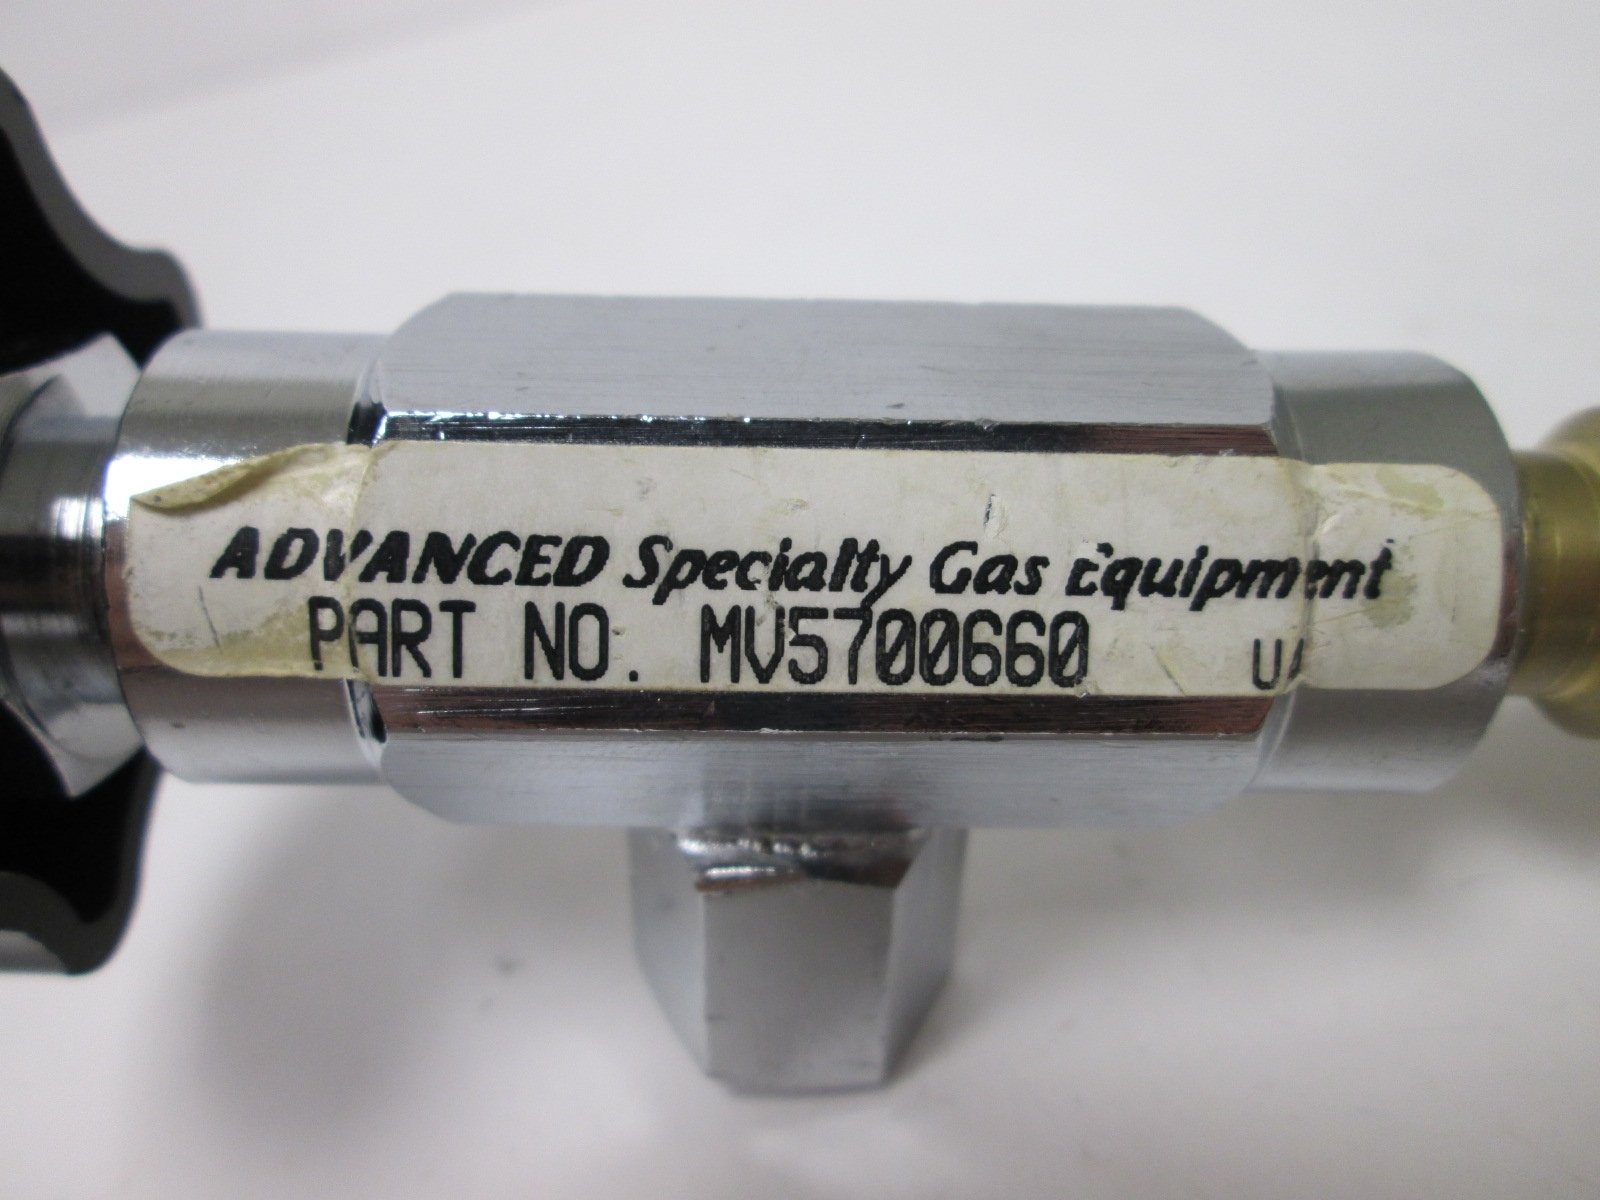 ADVANCED Specialty Gas Equipment
PART NO. MV5700660